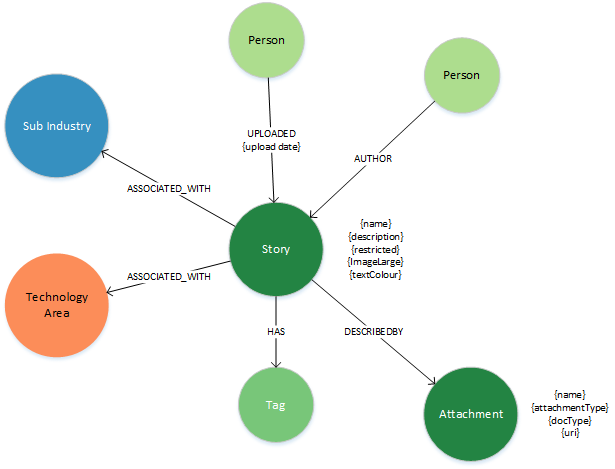 Person
Person
Sub Industry
UPLOADED
{upload date}
AUTHOR
ASSOCIATED_WITH
{name}
{description}
{restricted}
{ImageLarge}
{textColour}
Story
ASSOCIATED_WITH
Technology
Area
HAS
DESCRIBEDBY
Tag
Attachment
{name}
{attachmentType}
{docType}
{uri}